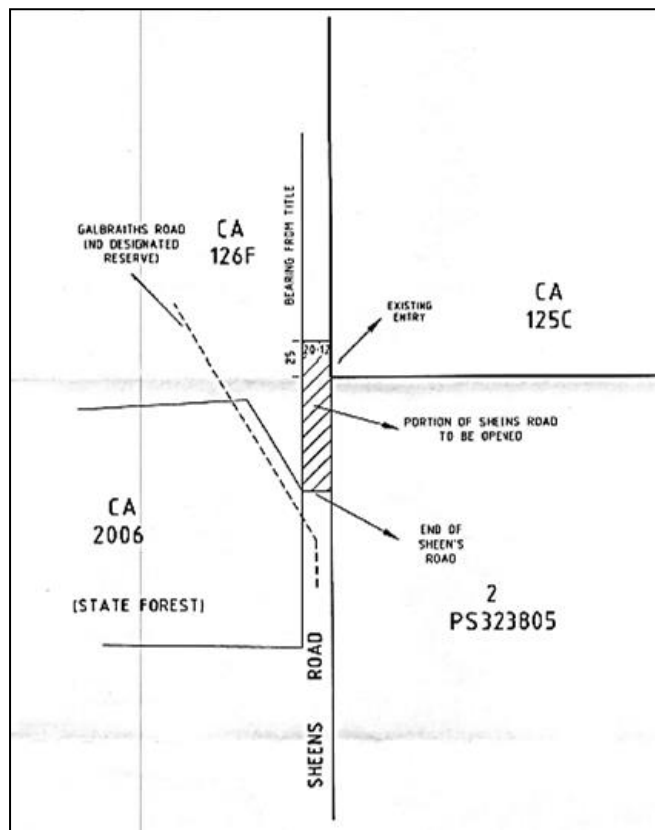 GALBRAITHS ROAD
(NO DESIGNATED
RESERVE)
CA
126F
BEARING FROM TITLE
CA
125C
EXISTING
ENTRY
25
20·12
PORTION OF SHEINS ROAD
TO BE OPENED
CA
2006
END OF
SHEEN'S
ROAD
(STATE FOREST)
2
PS323805
SHEENS ROAD